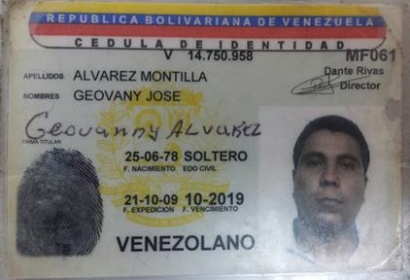 REPUBLICA BOLIVARIANA DE VENEZUELA
CEDULA DE IDENTIDAD
V 14.750.958 MF061
APELLIDOS ALVAREZ MONTILLA
Dante Rivas
Director
NOMBRES GEOVANY JOSE
Geovanny Alvarez
FIRMA TITULAR
25-06-78 SOLTERO
F. NACIMIENTO EDO CIVIL
21-10-09 10-2019
F. EXPEDICION F. VENCIMIENTO
VENEZOLANO